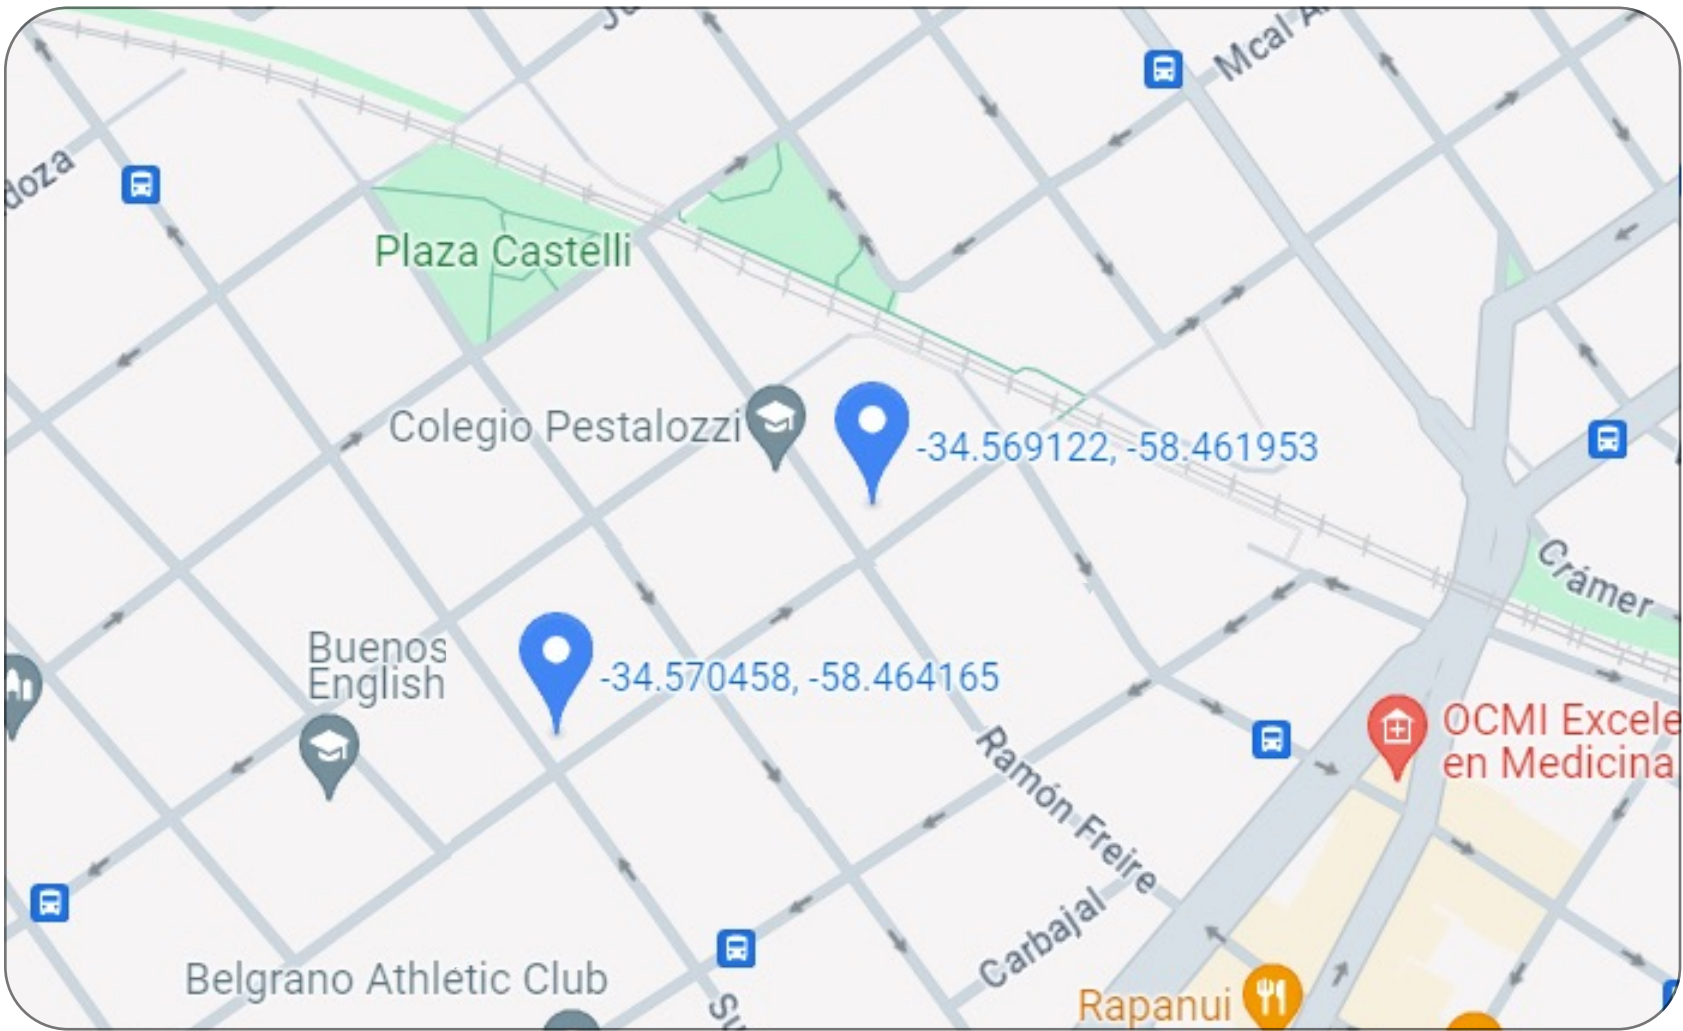 Mcal
doza
Plaza Castelli
Colegio Pestalozzi
-34.569122, -58.461953
Crámer
Buenos
English
-34.570458, -58.464165
OCMI Excele
en Medicina
Ramón Freire
Carbajal
Belgrano Athletic Club
Rapanui